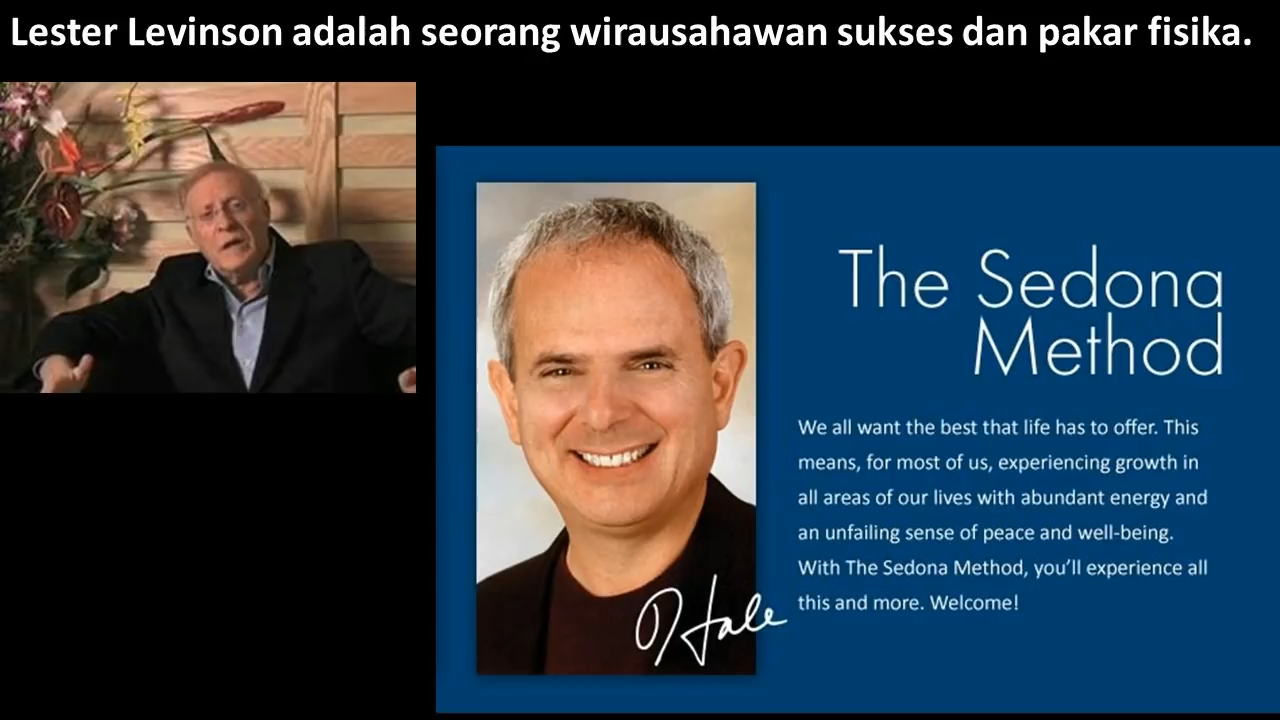 Lester Levinson adalah seorang wirausahawan sukses dan pakar fisika.
The Sedona
Method
We all want the best that life has to offer. This
means, for most of us, experiencing growth in
all areas of our lives with abundant energy and
an unfailing sense of peace and well-being.
With The Sedona Method, you'll experience all
this and more. Welcome!
Hale